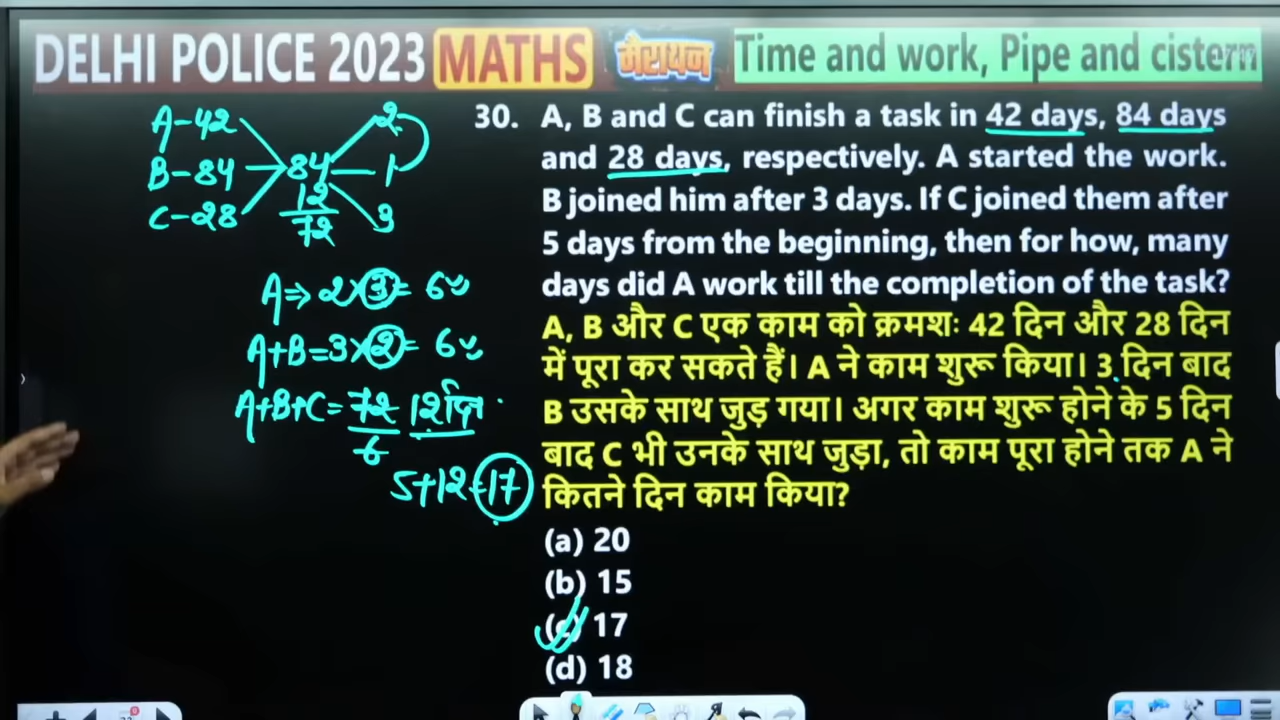 DELHI POLICE 2023 MATHS मैराथन Time and work, Pipe and cistern
A-42
B-84
C-28
84
12
72
2
1
3
A⇒2×3=6
A+B=3×2=6
A+B+C=72 12दिन
6
5+12=17
30. A, B and C can finish a task in 42 days, 84 days
and 28 days, respectively. A started the work.
B joined him after 3 days. If C joined them after
5 days from the beginning, then for how, many
days did A work till the completion of the task?
A, B और C एक काम को क्रमशः 42 दिन और 28 दिन
में पूरा कर सकते हैं। A ने काम शुरू किया। 3 दिन बाद
B उसके साथ जुड़ गया। अगर काम शुरू होने के 5 दिन
बाद C भी उनके साथ जुड़ा, तो काम पूरा होने तक A ने
कितने दिन काम किया?
(a) 20
(b) 15
(c) 17
(d) 18